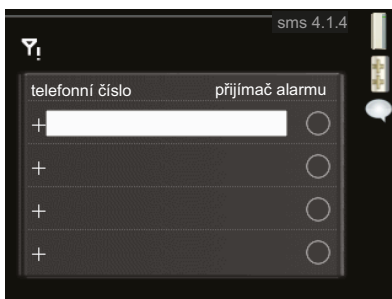 sms 4.1.4
telefonní číslo přijímač alarmu
+
+
+
+